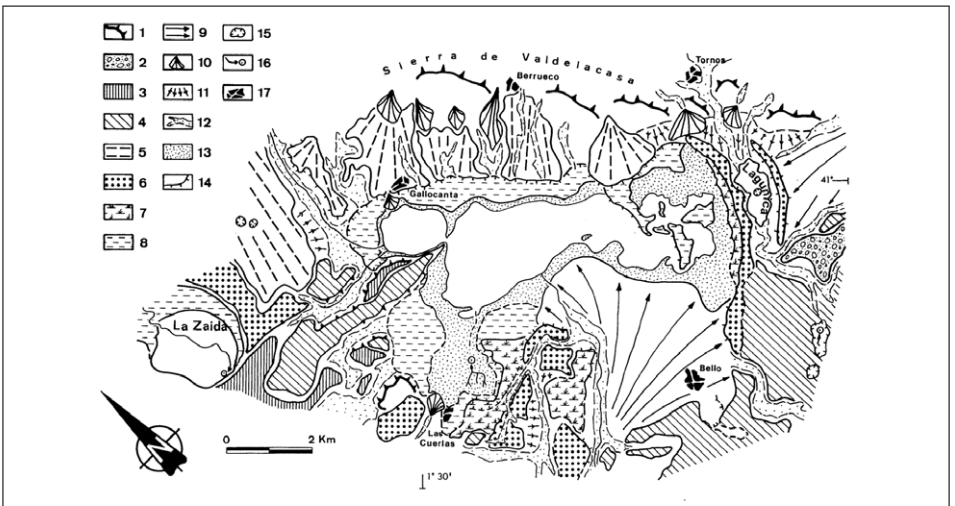 1 9 15
2 10 16
3 11 17
4 12
5 13
6 14
7
8
Sierra de Valdelacasa
Tornos
Berrueco
Gallocanta
Lagunica
41°
La Zaida
Bello
Las Cuerlas
0 2 Km
1° 30'